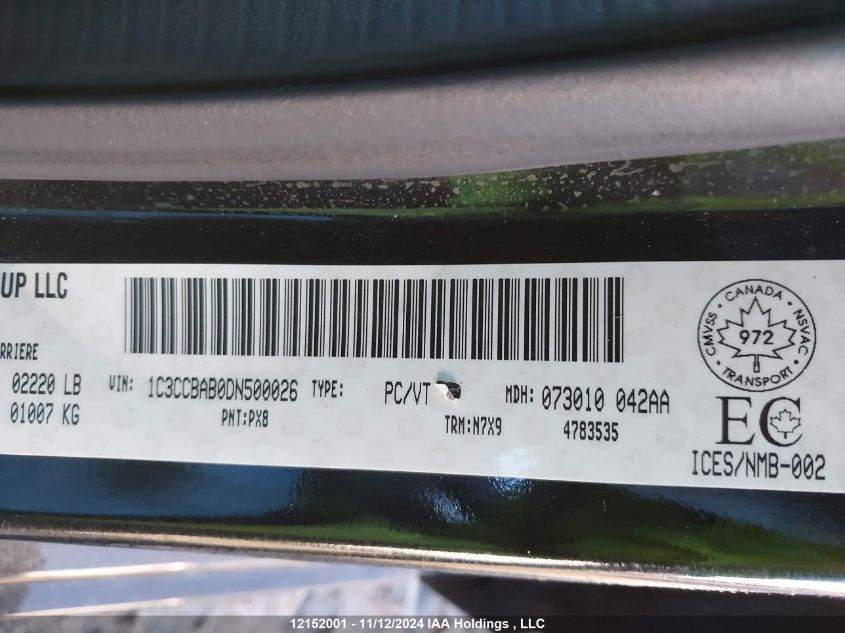 UP LLC
RRIERE
02220 LB
01007 KG
VIN: 1C3CCBAB0DN500026 TYPE: PC/VT MDH: 073010 042AA
PNT:PX8 TRM:N7X9 4783535
CMVSS • CANADA • NSVAC
972
• TRANSPORT •
EC
ICES/NMB-002
12152001 - 11/12/2024 IAA Holdings , LLC